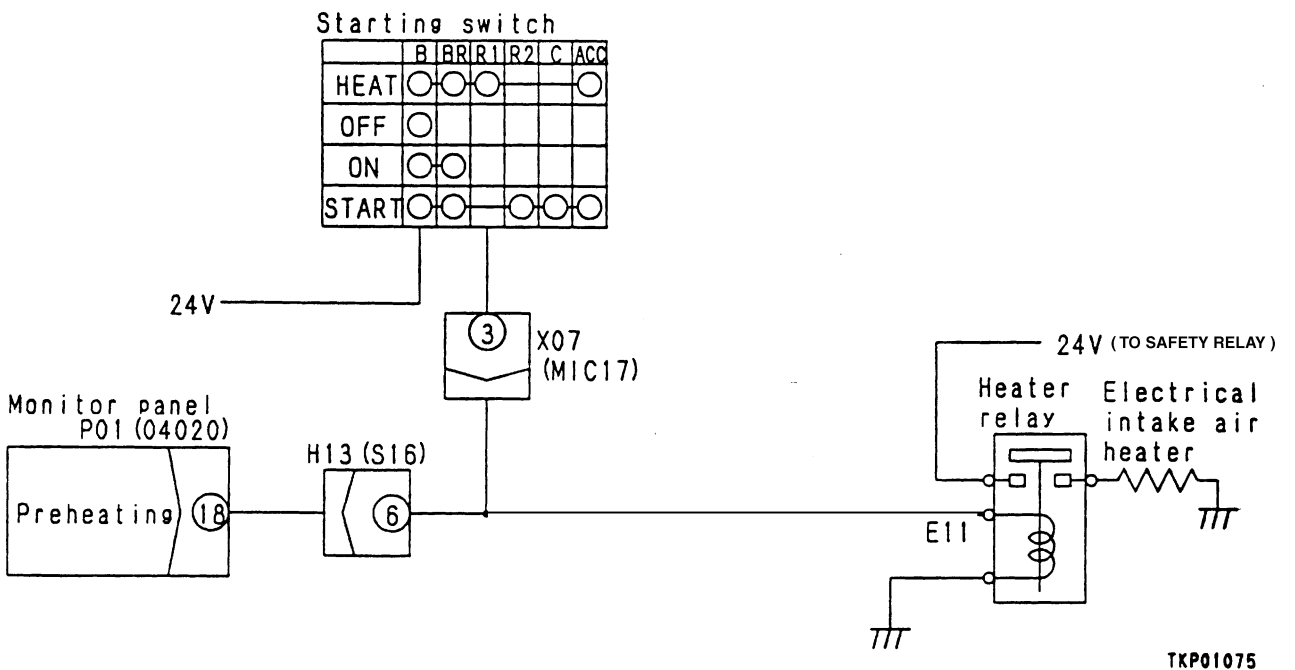 Starting switch
B BR R1 R2 C ACC
HEAT
OFF
ON
START
24V
3
X07
(MIC17)
24V (TO SAFETY RELAY)
Heater
relay
Electrical
intake air
heater
Monitor panel
P01 (04020)
H13 (S16)
Preheating
18
6
E11
TKP01075